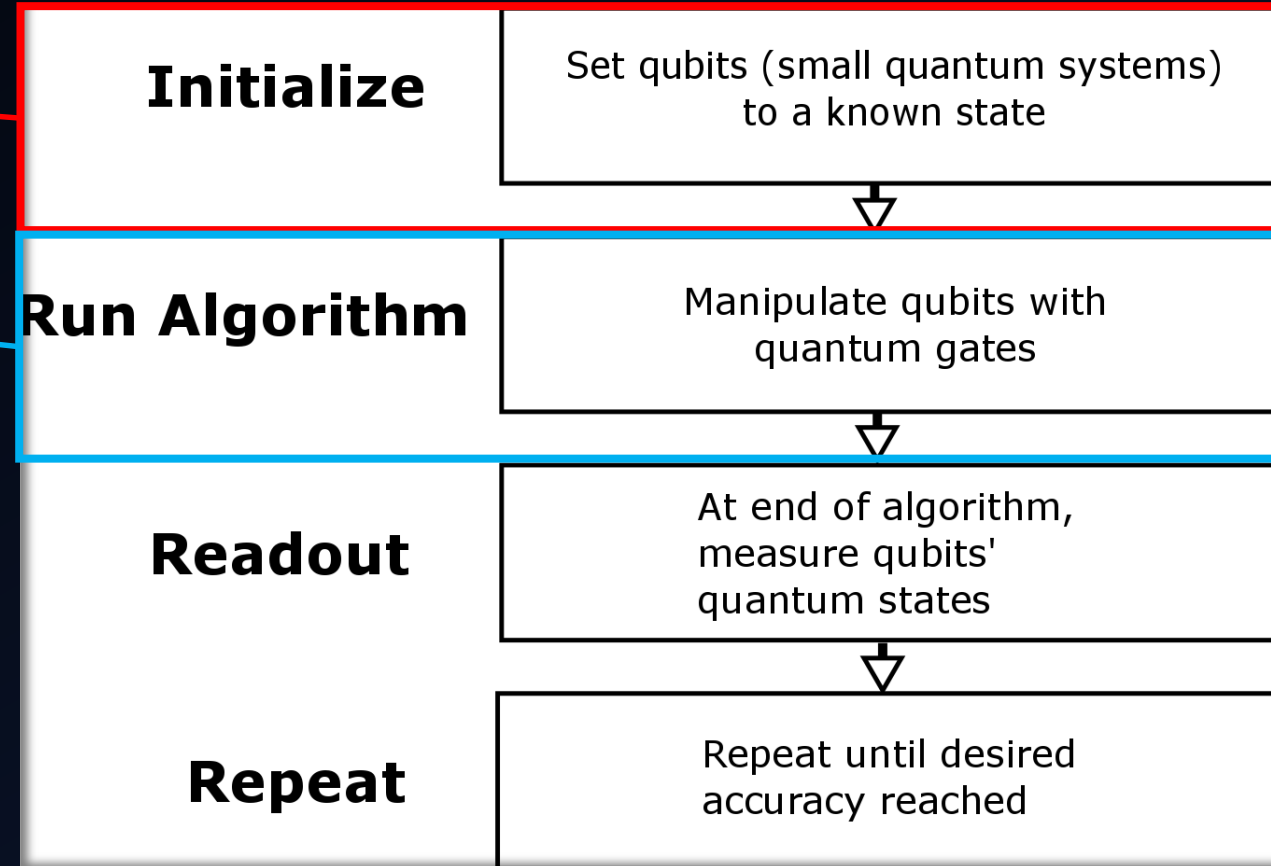 Initialize
Set qubits (small quantum systems)
to a known state
Run Algorithm
Manipulate qubits with
quantum gates
Readout
At end of algorithm,
measure qubits'
quantum states
Repeat
Repeat until desired
accuracy reached